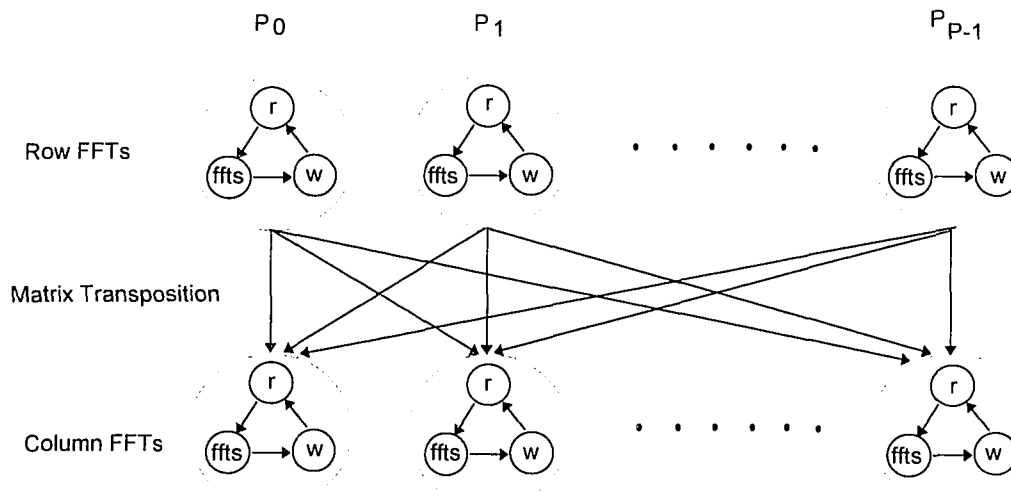 P0 P1 PP-1
r r r
Row FFTs
ffts w ffts w ffts w
Matrix Transposition
r r r
Column FFTs
ffts w ffts w ffts w